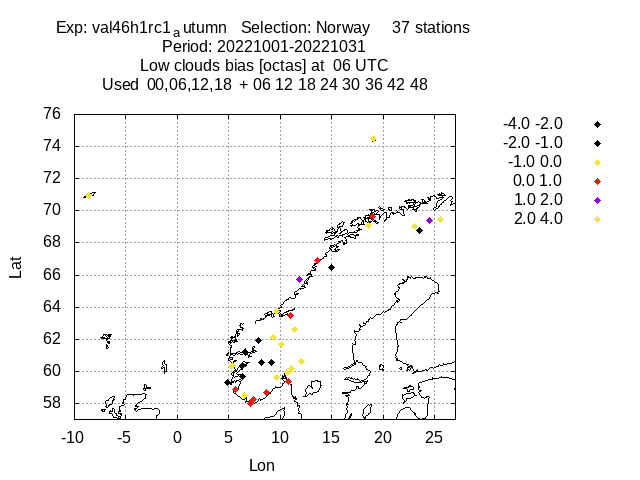 Exp: val46h1rc1autumn Selection: Norway 37 stations
Period: 20221001-20221031
Low clouds bias [octas] at 06 UTC
Used 00,06,12,18 + 06 12 18 24 30 36 42 48
76
74
72
70
68
66
64
62
60
58
Lat
-10 -5 0 5 10 15 20 25
Lon
-4.0 -2.0
-2.0 -1.0
-1.0 0.0
0.0 1.0
1.0 2.0
2.0 4.0